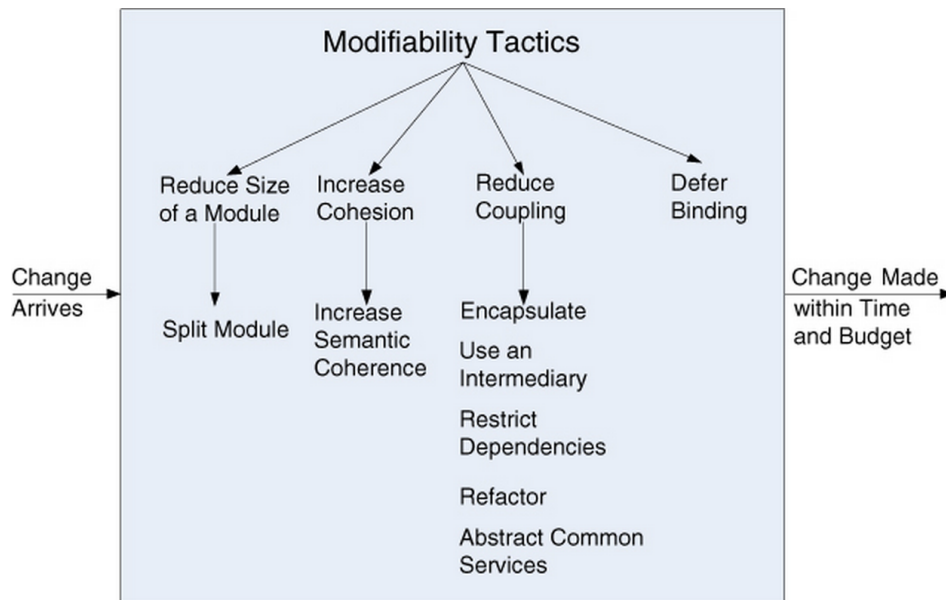 Modifiability Tactics
Reduce Size
of a Module
Increase
Cohesion
Reduce
Coupling
Defer
Binding
Change
Arrives
Split Module
Increase
Semantic
Coherence
Encapsulate
Use an
Intermediary
Restrict
Dependencies
Refactor
Abstract Common
Services
Change Made
within Time
and Budget